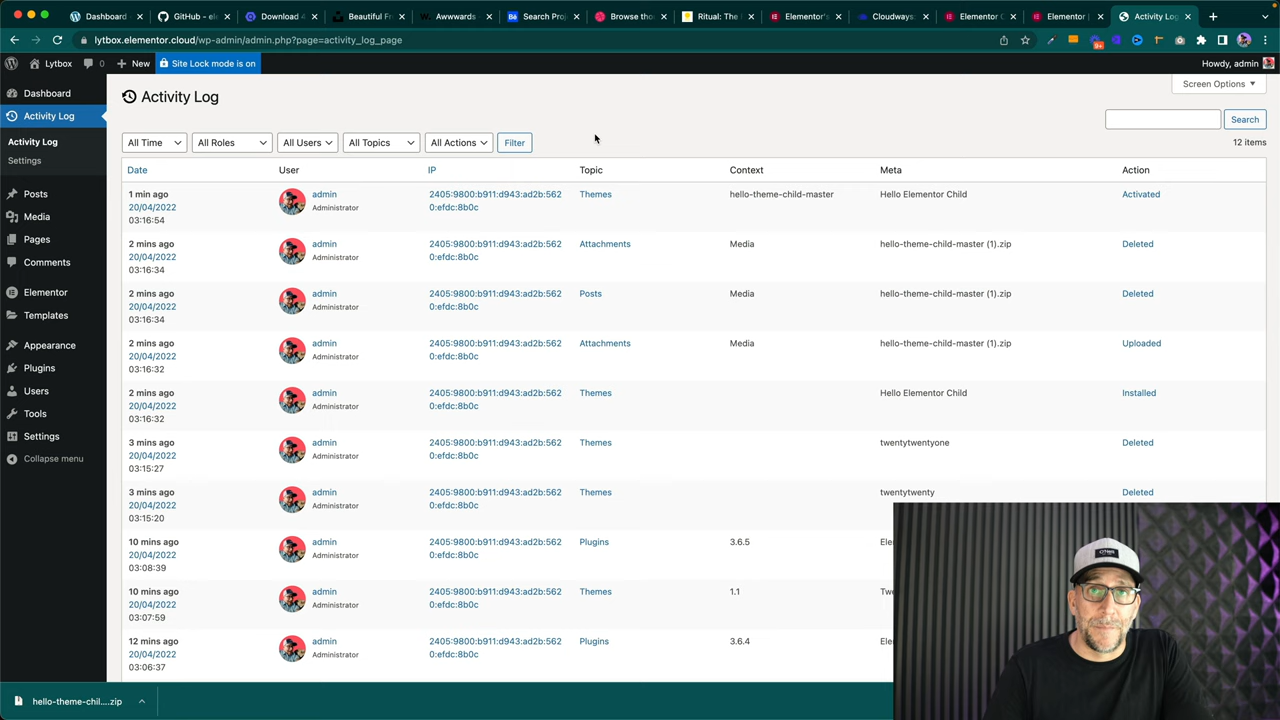 Dashboard
GitHub - el
Download 4
Beautiful Fr
Awwwards
Search Proj
Browse tho
Ritual: The
Elementor's
Cloudways
Elementor C
Elementor |
Activity Log
lytbox.elementor.cloud/wp-admin/admin.php?page=activity_log_page
9+
Lytbox
0
New
Site Lock mode is on
Howdy, admin
Dashboard
Activity Log
Activity Log
Settings
Posts
Media
Pages
Comments
Elementor
Templates
Appearance
Plugins
Users
Tools
Settings
Collapse menu
Activity Log
Screen Options
Search
All Time
All Roles
All Users
All Topics
All Actions
Filter
12 items
Date User IP Topic Context Meta Action
1 min ago admin 2405:9800:b911:d943:ad2b:562 Themes hello-theme-child-master Hello Elementor Child Activated
20/04/2022 Administrator 0:efdc:8b0c
03:16:54
2 mins ago admin 2405:9800:b911:d943:ad2b:562 Attachments Media hello-theme-child-master (1).zip Deleted
20/04/2022 Administrator 0:efdc:8b0c
03:16:34
2 mins ago admin 2405:9800:b911:d943:ad2b:562 Posts Media hello-theme-child-master (1).zip Deleted
20/04/2022 Administrator 0:efdc:8b0c
03:16:34
2 mins ago admin 2405:9800:b911:d943:ad2b:562 Attachments Media hello-theme-child-master (1).zip Uploaded
20/04/2022 Administrator 0:efdc:8b0c
03:16:32
2 mins ago admin 2405:9800:b911:d943:ad2b:562 Themes Hello Elementor Child Installed
20/04/2022 Administrator 0:efdc:8b0c
03:16:32
3 mins ago admin 2405:9800:b911:d943:ad2b:562 Themes twentytwentyone Deleted
20/04/2022 Administrator 0:efdc:8b0c
03:15:27
3 mins ago admin 2405:9800:b911:d943:ad2b:562 Themes twentytwenty Deleted
20/04/2022 Administrator 0:efdc:8b0c
03:15:20
10 mins ago admin 2405:9800:b911:d943:ad2b:562 Plugins 3.6.5 Ele
20/04/2022 Administrator 0:efdc:8b0c
03:08:39
10 mins ago admin 2405:9800:b911:d943:ad2b:562 Themes 1.1 Tw
20/04/2022 Administrator 0:efdc:8b0c
03:07:59
12 mins ago admin 2405:9800:b911:d943:ad2b:562 Plugins 3.6.4 Ele
20/04/2022 Administrator 0:efdc:8b0c
03:06:37
hello-theme-chil....zip